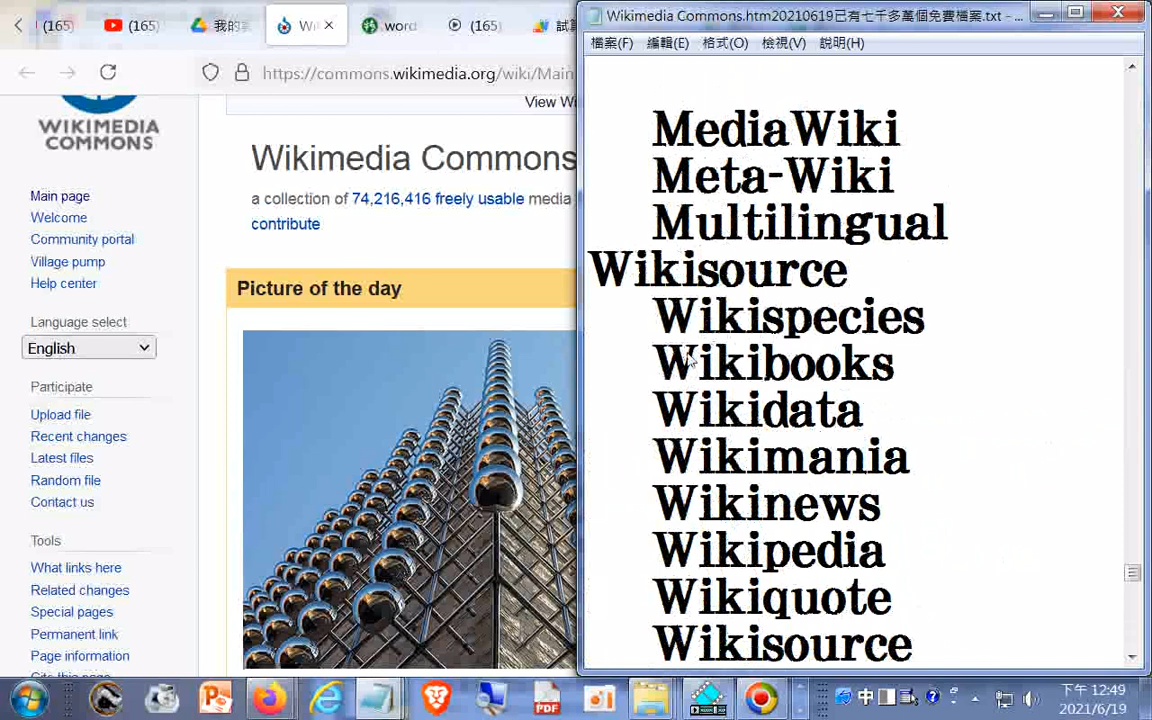 (165)
(165)
我的
Wi
word
(165)
試算
https://commons.wikimedia.org/wiki/Main
WIKIMEDIA
COMMONS
Main page
Welcome
Community portal
Village pump
Help center
Language select
English
Participate
Upload file
Recent changes
Latest files
Random file
Contact us
Tools
What links here
Related changes
Special pages
Permanent link
Page information
Cite this page
View Wi
Wikimedia Commons
a collection of 74,216,416 freely usable media
contribute
Picture of the day
Wikimedia Commons.htm20210619已有七千多萬個免費檔案.txt - ...
檔案(F) 編輯(E) 格式(O) 檢視(V) 說明(H)
MediaWiki
Meta-Wiki
Multilingual
Wikisource
Wikispecies
Wikibooks
Wikidata
Wikimania
Wikinews
Wikipedia
Wikiquote
Wikisource
PDF
中
下午 12:49
2021/6/19